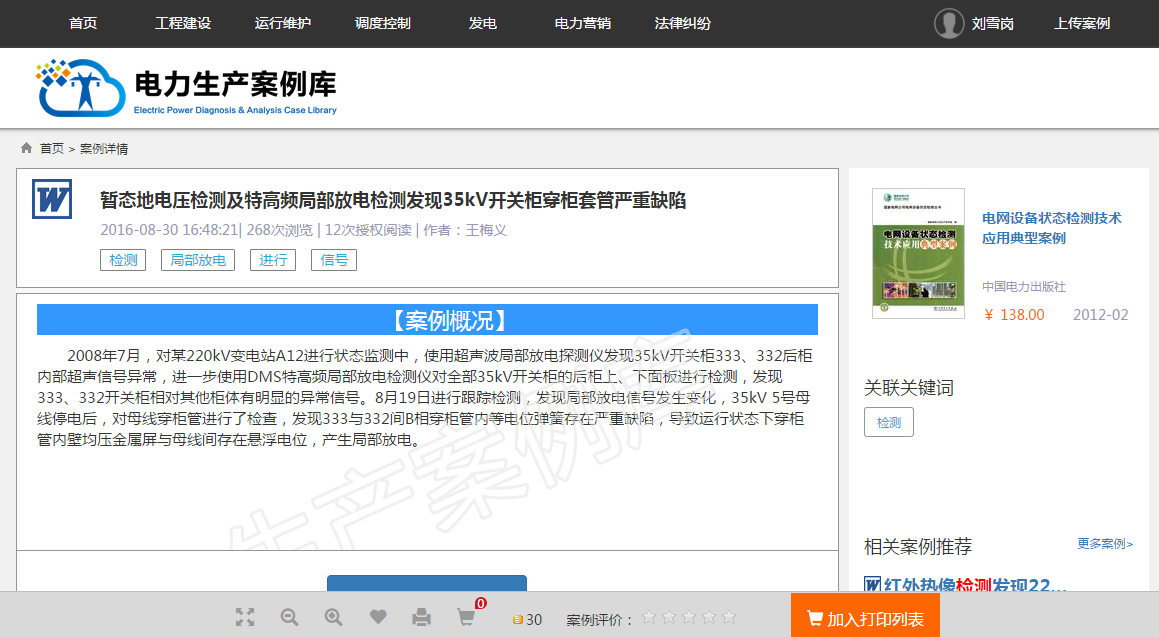 首页 工程建设 运行维护 调度控制 发电 电力营销 法律纠纷 刘雪岗 上传案例
电力生产案例库
Electric Power Diagnosis & Analysis Case Library
首页 > 案例详情
W
暂态地电压检测及特高频局部放电检测发现35kV开关柜穿柜套管严重缺陷
2016-08-30 16:48:21| 268次浏览 | 12次授权阅读 | 作者：王梅义
检测 局部放电 进行 信号
【案例概况】
2008年7月，对某220kV变电站A12进行状态监测中，使用超声波局部放电探测仪发现35kV开关柜333、332后柜
内部超声信号异常，进一步使用DMS特高频局部放电检测仪对全部35kV开关柜的后柜上、下面板进行检测，发现
333、332开关柜相对其他柜体有明显的异常信号。8月19日进行跟踪检测，发现局部放电信号发生变化，35kV 5号母
线停电后，对母线穿柜管进行了检查，发现333与332间B相穿柜管内等电位弹簧存在严重缺陷，导致运行状态下穿柜
管内壁均压金属屏与母线间存在悬浮电位，产生局部放电。
生产案例库
电网设备状态检测
技术应用典型案例
电网设备状态检测技术
应用典型案例
中国电力出版社
￥ 138.00 2012-02
关联关键词
检测
相关案例推荐 更多案例>
W 红外热像检测发现22...
0
30 案例评价：
加入打印列表